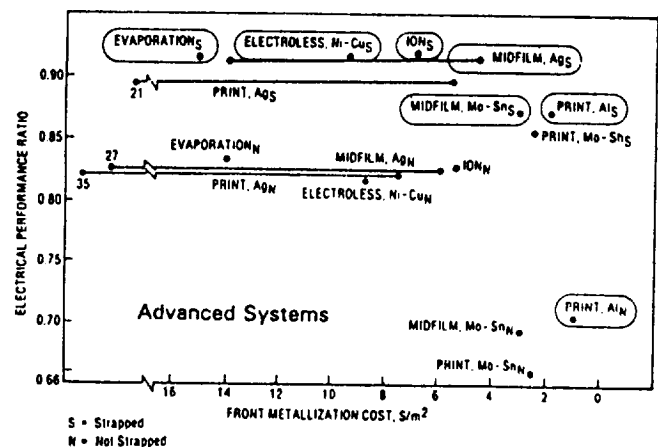 EVAPORATIONS
ELECTROLESS, Ni-CuS
IONS
MIDFILM, AgS
0.90
21
PRINT, AgS
MIDFILM, Mo-SnS
PRINT, AlS
PRINT, Mo-SnS
0.85
EVAPORATIONN
27
MIDFILM, AgN
IONN
35
PRINT, AgN
ELECTROLESS, Ni-CuN
0.80
ELECTRICAL PERFORMANCE RATIO
0.75
Advanced Systems
PRINT, AlN
0.70
MIDFILM, Mo-SnN
PRINT, Mo-SnN
0.66
16 14 12 10 8 6 4 2 0
FRONT METALLIZATION COST, $/m²
S • Strapped
N • Not Strapped